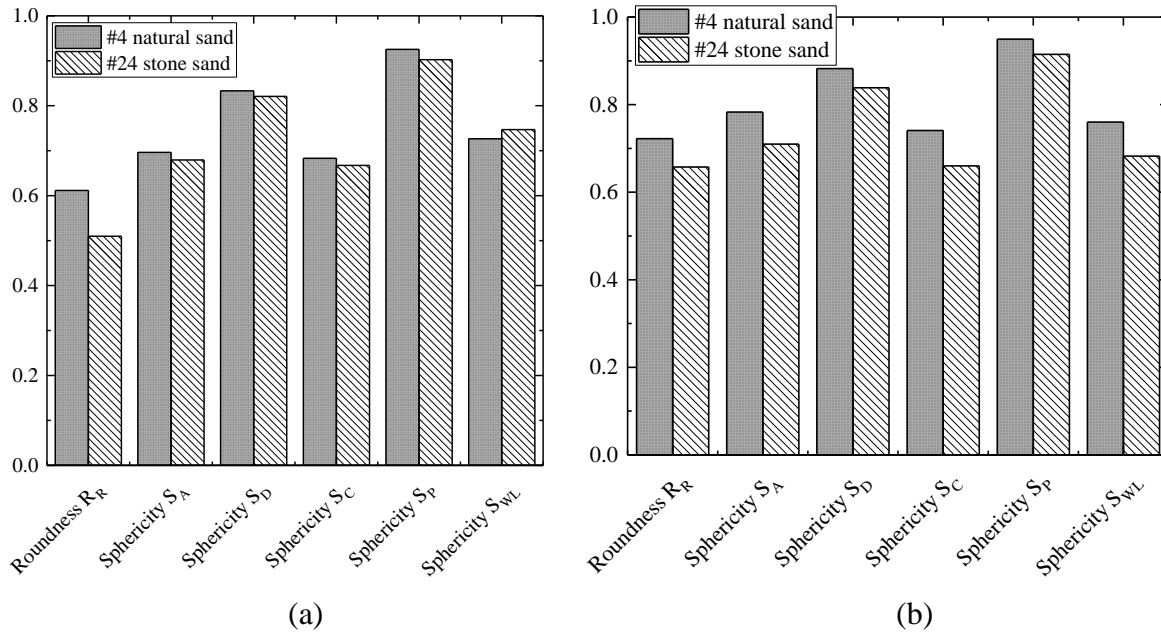 1.0
0.8
0.6
0.4
0.2
0.0
#4 natural sand
#24 stone sand
Roundness R_R
Sphericity S_A
Sphericity S_D
Sphericity S_C
Sphericity S_P
Sphericity S_WL
(a)
1.0
0.8
0.6
0.4
0.2
0.0
#4 natural sand
#24 stone sand
Roundness R_R
Sphericity S_A
Sphericity S_D
Sphericity S_C
Sphericity S_P
Sphericity S_WL
(b)